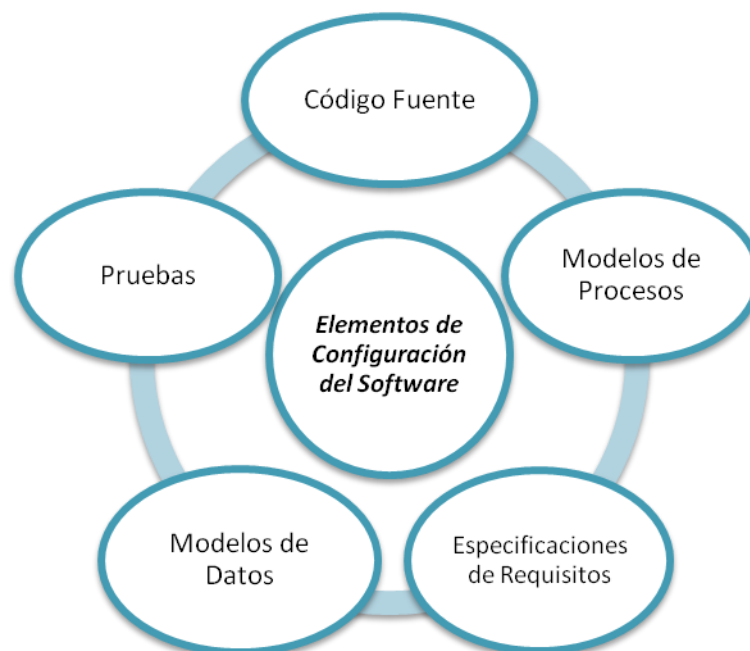 Código Fuente
Pruebas
Modelos de
Procesos
Elementos de
Configuración
del Software
Modelos de
Datos
Especificaciones
de Requisitos